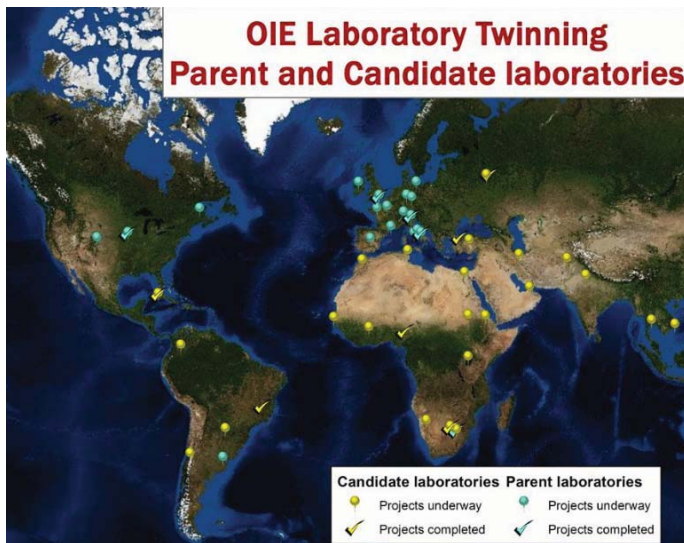 OIE Laboratory Twinning
Parent and Candidate laboratories
Candidate laboratories Parent laboratories
Projects underway Projects underway
Projects completed Projects completed